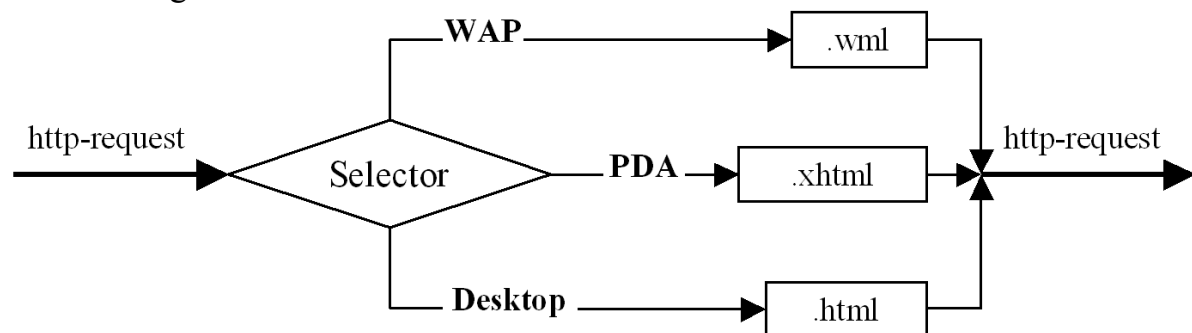 WAP
.wml
http-request
http-request
Selector
PDA
.xhtml
Desktop
.html